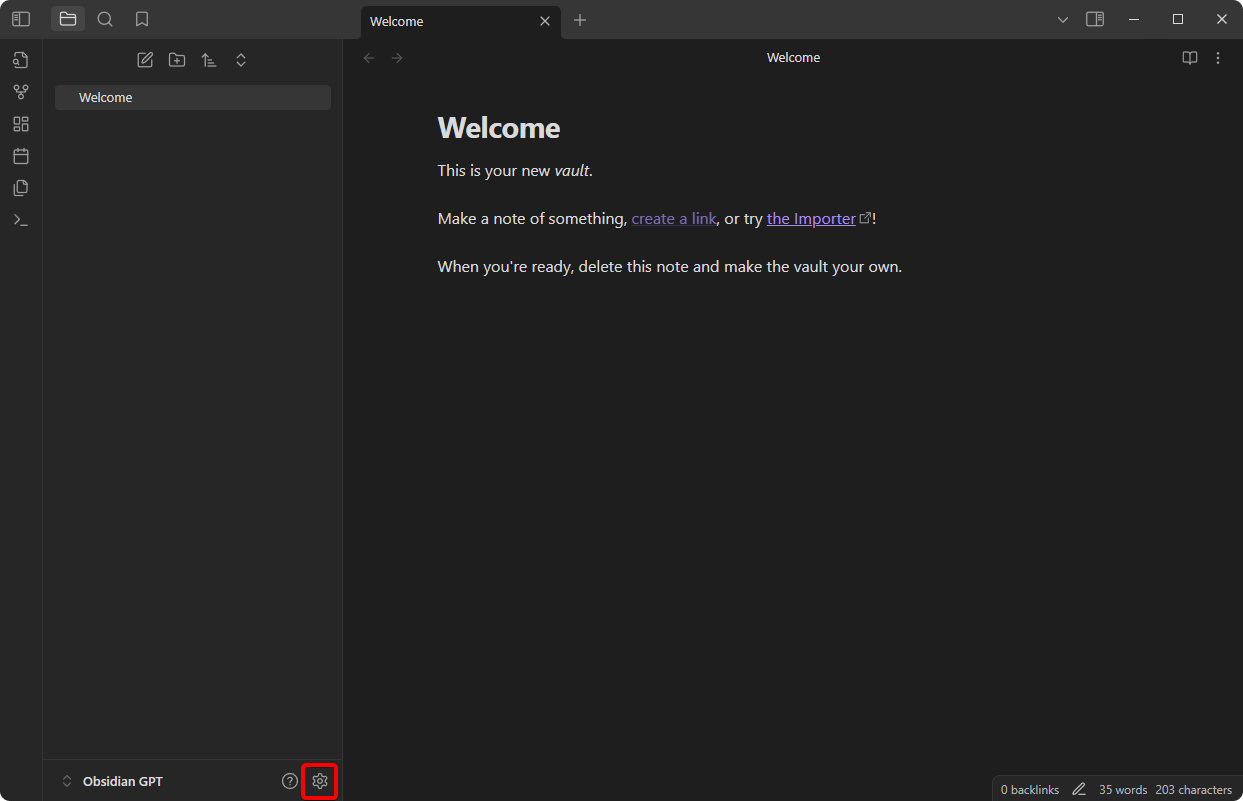 Welcome
Welcome
Welcome
Welcome
This is your new vault.
Make a note of something, create a link, or try the Importer!
When you're ready, delete this note and make the vault your own.
Obsidian GPT
0 backlinks 35 words 203 characters